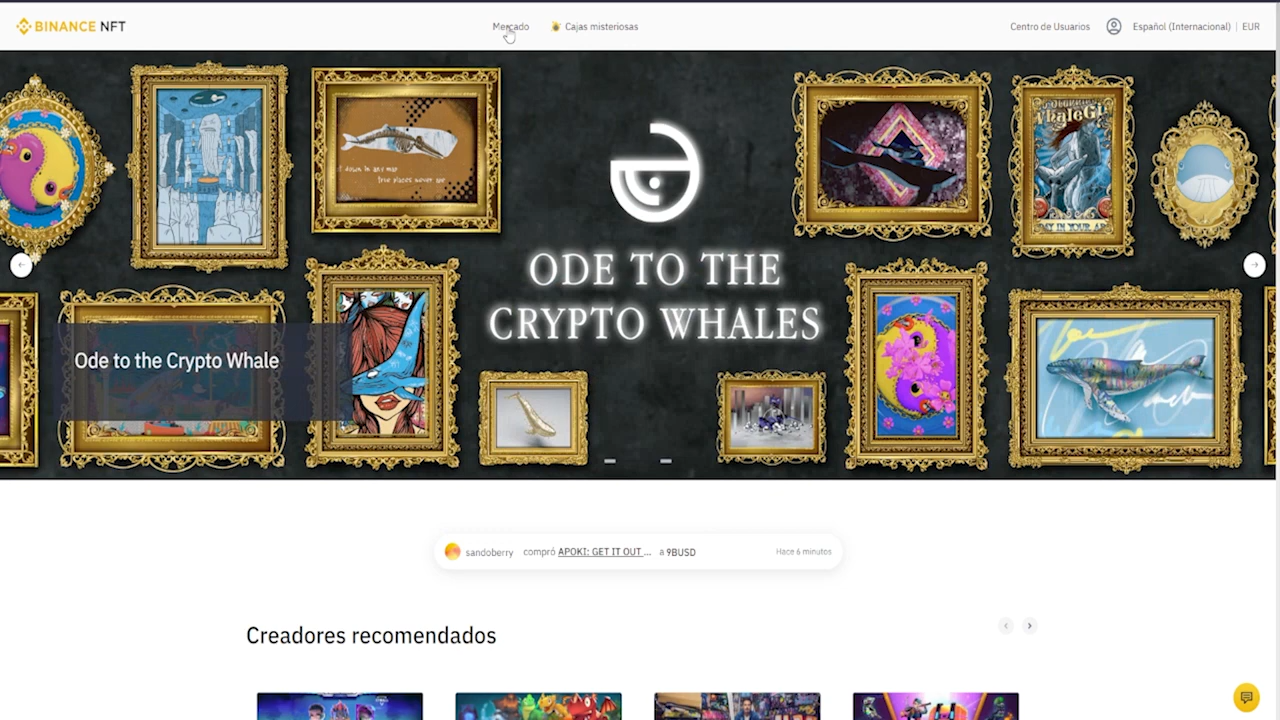 BINANCE NFT
Mercado
Cajas misteriosas
Centro de Usuarios
Español (Internacional) | EUR
ODE TO THE
CRYPTO WHALES
Ode to the Crypto Whale
sandoberry compró APOKI: GET IT OUT ... a 9BUSD
Hace 6 minutos
Creadores recomendados